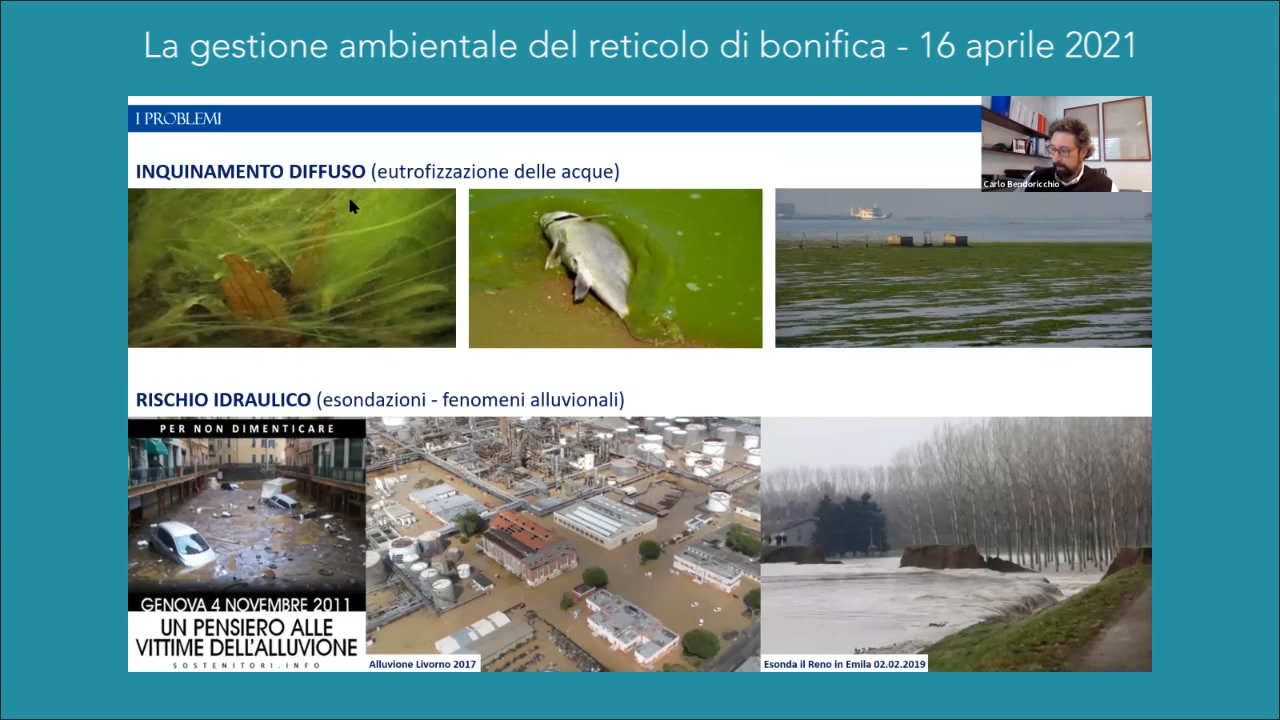 La gestione ambientale del reticolo di bonifica - 16 aprile 2021
I PROBLEMI
Carlo Bendoricchio
INQUINAMENTO DIFFUSO (eutrofizzazione delle acque)
RISCHIO IDRAULICO (esondazioni - fenomeni alluvionali)
PER NON DIMENTICARE
GENOVA 4 NOVEMBRE 2011
UN PENSIERO ALLE
VITTIME DELL'ALLUVIONE
SOSTENITORI.INFO
Alluvione Livorno 2017
Esonda il Reno in Emila 02.02.2019